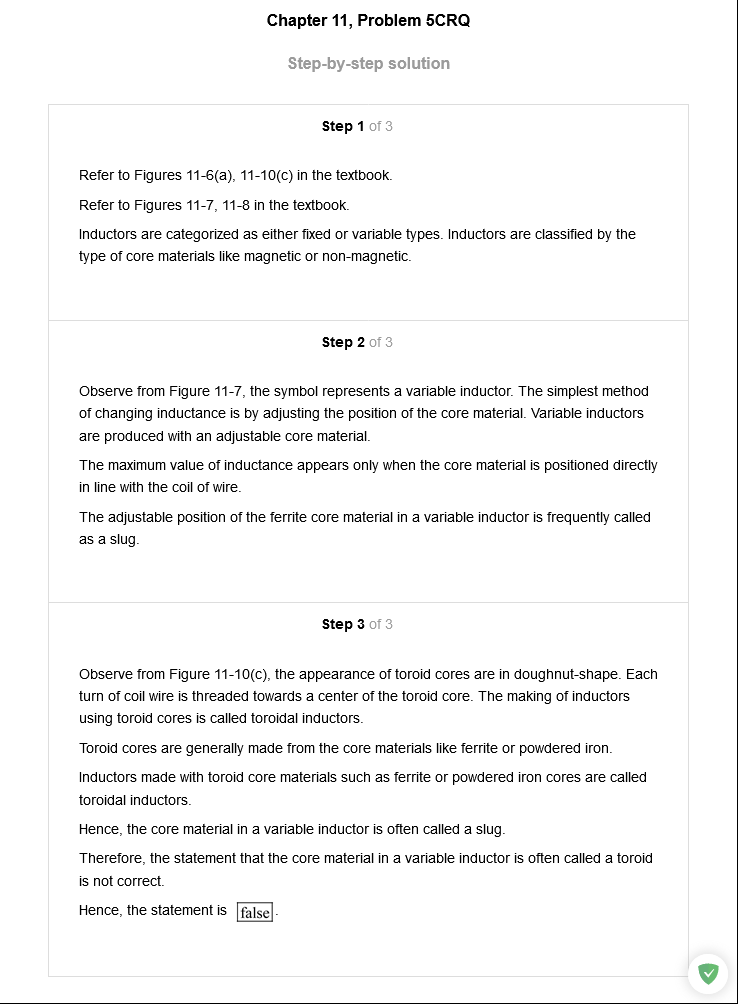 Chapter 11, Problem 5CRQ
Step-by-step solution
Step 1 of 3
Refer to Figures 11-6(a), 11-10(c) in the textbook.
Refer to Figures 11-7, 11-8 in the textbook.
Inductors are categorized as either fixed or variable types. Inductors are classified by the
type of core materials like magnetic or non-magnetic.
Step 2 of 3
Observe from Figure 11-7, the symbol represents a variable inductor. The simplest method
of changing inductance is by adjusting the position of the core material. Variable inductors
are produced with an adjustable core material.
The maximum value of inductance appears only when the core material is positioned directly
in line with the coil of wire.
The adjustable position of the ferrite core material in a variable inductor is frequently called
as a slug.
Step 3 of 3
Observe from Figure 11-10(c), the appearance of toroid cores are in doughnut-shape. Each
turn of coil wire is threaded towards a center of the toroid core. The making of inductors
using toroid cores is called toroidal inductors.
Toroid cores are generally made from the core materials like ferrite or powdered iron.
Inductors made with toroid core materials such as ferrite or powdered iron cores are called
toroidal inductors.
Hence, the core material in a variable inductor is often called a slug.
Therefore, the statement that the core material in a variable inductor is often called a toroid
is not correct.
Hence, the statement is false.